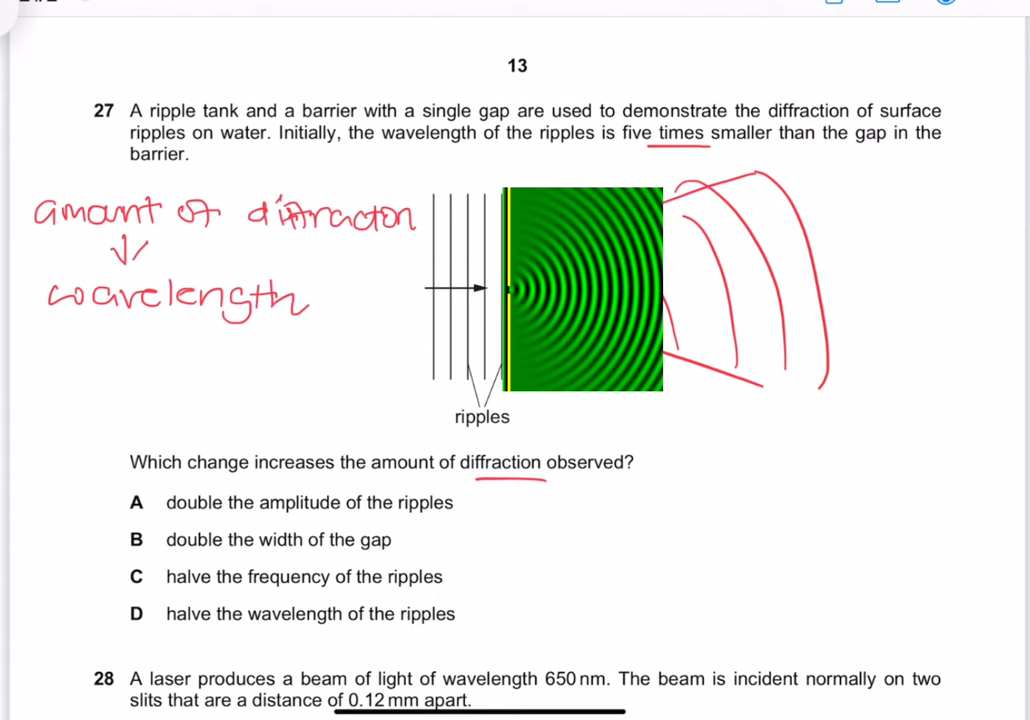 13
27 A ripple tank and a barrier with a single gap are used to demonstrate the diffraction of surface
ripples on water. Initially, the wavelength of the ripples is five times smaller than the gap in the
barrier.
amount of diffracton
wavelength
ripples
Which change increases the amount of diffraction observed?
A double the amplitude of the ripples
B double the width of the gap
C halve the frequency of the ripples
D halve the wavelength of the ripples
28 A laser produces a beam of light of wavelength 650 nm. The beam is incident normally on two
slits that are a distance of 0.12 mm apart.